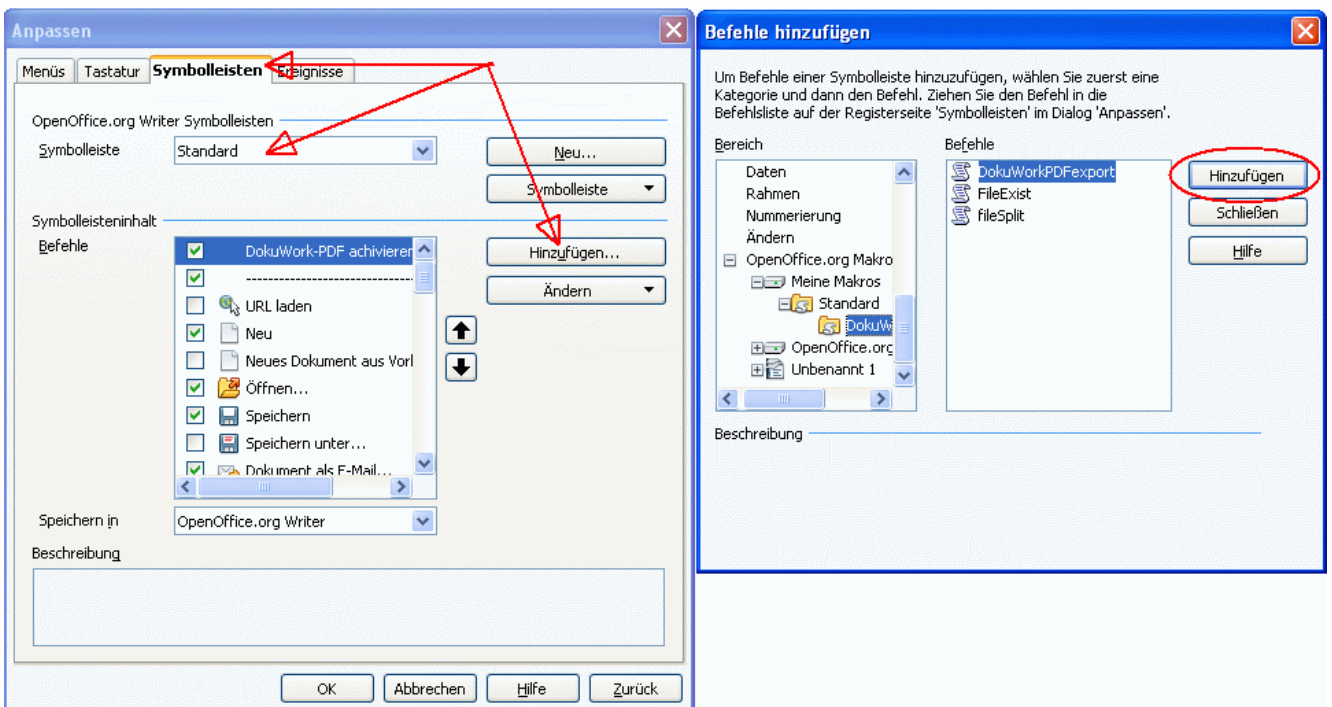 Anpassen
Menüs Tastatur Symbolleisten Ereignisse
OpenOffice.org Writer Symbolleisten
Symbolleiste Standard Neu...
Symbolleiste
Symbolleisteninhalt
Befehle DokuWork-PDF achivieren Hinzufügen...
--------------------------------
Ändern
URL laden
Neu
Neues Dokument aus Vorl
Öffnen...
Speichern
Speichern unter...
Dokument als E-Mail...
Speichern in OpenOffice.org Writer
Beschreibung
OK Abbrechen Hilfe Zurück
Befehle hinzufügen
Um Befehle einer Symbolleiste hinzuzufügen, wählen Sie zuerst eine
Kategorie und dann den Befehl. Ziehen Sie den Befehl in die
Befehlsliste auf der Registerseite 'Symbolleisten' im Dialog 'Anpassen'.
Bereich Befehle
Daten DokuWorkPDFexport Hinzufügen
Rahmen FileExist
Nummerierung fileSplit Schließen
Ändern
OpenOffice.org Makro Hilfe
Meine Makros
Standard
DokuW
OpenOffice.org
Unbenannt 1
Beschreibung